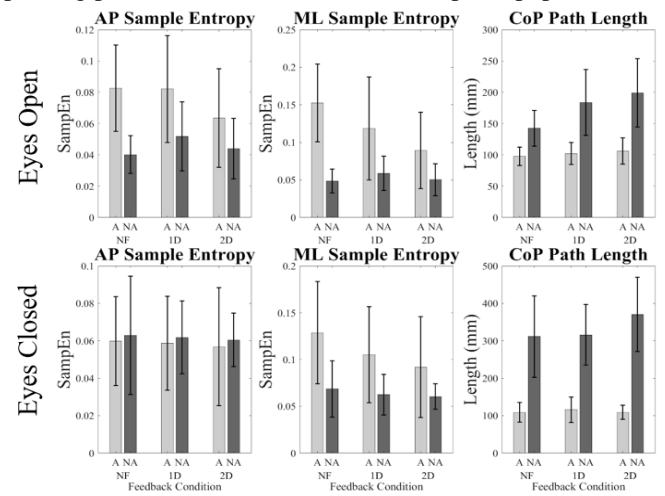 AP Sample Entropy
ML Sample Entropy
CoP Path Length
Eyes Open
SampEn
0.12
0.1
0.08
0.06
0.04
0.02
0
A NA A NA A NA
NF 1D 2D
SampEn
0.25
0.2
0.15
0.1
0.05
0
A NA A NA A NA
NF 1D 2D
Length (mm)
300
250
200
150
100
50
0
A NA A NA A NA
NF 1D 2D
AP Sample Entropy
ML Sample Entropy
CoP Path Length
Eyes Closed
SampEn
0.1
0.08
0.06
0.04
0.02
0
A NA A NA A NA
NF 1D 2D
Feedback Condition
SampEn
0.2
0.15
0.1
0.05
0
A NA A NA A NA
NF 1D 2D
Feedback Condition
Length (mm)
500
400
300
200
100
0
A NA A NA A NA
NF 1D 2D
Feedback Condition